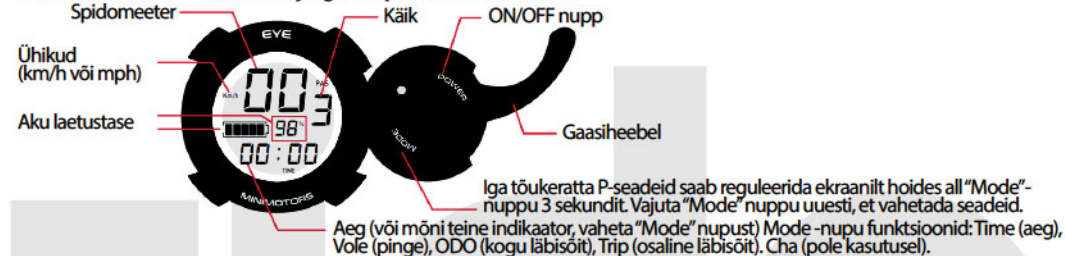 Spidomeeter
Käik
ON/OFF nupp
EYE
Ühikud
(km/h või mph)
POWER
Km/h
PAS
00
3
Aku laetustase
98 %
Gaasiheebel
MODE
00 : 00
TIME
MINIMOTORS
Iga tõukeratta P-seadeid saab reguleerida ekraanilt hoides all “Mode”-
nuppu 3 sekundit. Vajuta “Mode” nuppu uuesti, et vahetada seadeid.
Aeg (või mõni teine indikaator, vaheta “Mode” nupust) Mode -nupu funktsioonid: Time (aeg),
Vole (pinge), ODO (kogu läbisõit), Trip (osaline läbisõit). Cha (pole kasutusel).